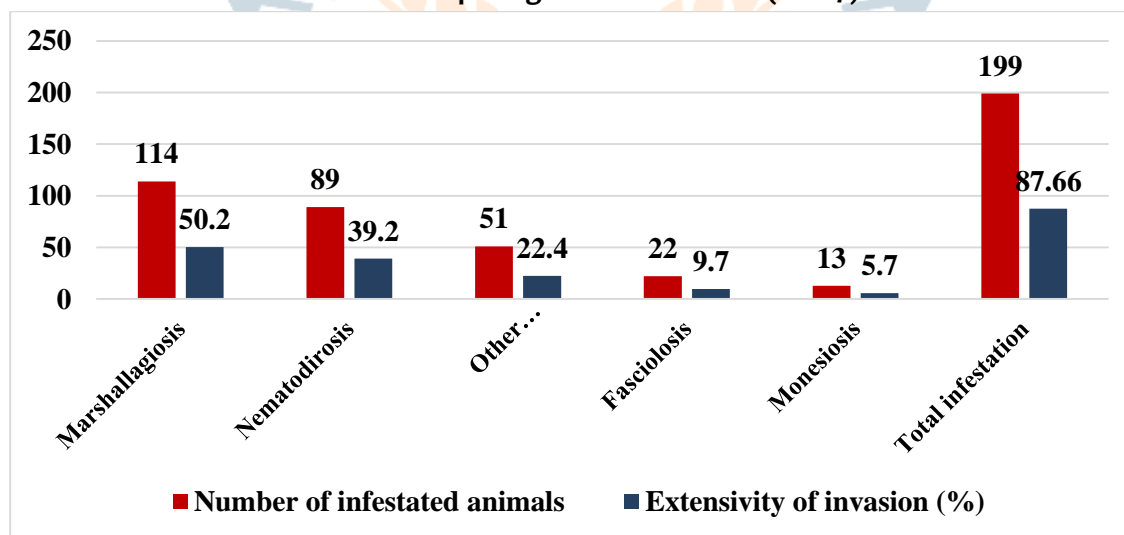 250
200
150
100
50
0
114
50.2
89
39.2
51
22.4
22
9.7
13
5.7
199
87.66
Marshallagiosis
Nematodirosis
Other…
Fasciolosis
Monesiosis
Total infestation
Number of infestated animals
Extensivity of invasion (%)